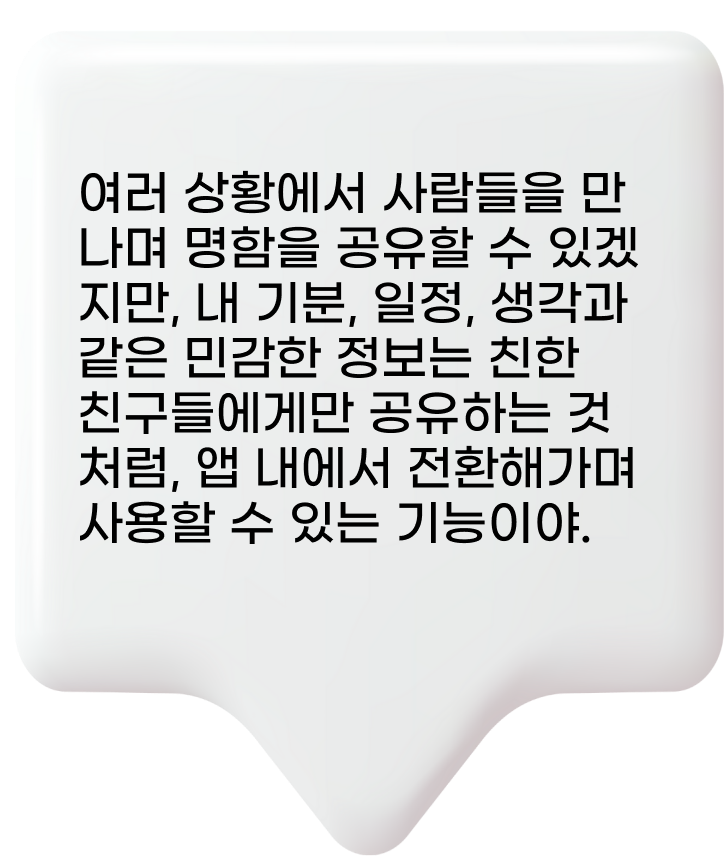 여러 상황에서 사람들을 만
나며 명함을 공유할 수 있겠
지만, 내 기분, 일정, 생각과
같은 민감한 정보는 친한
친구들에게만 공유하는 것
처럼, 앱 내에서 전환해가며
사용할 수 있는 기능이야.